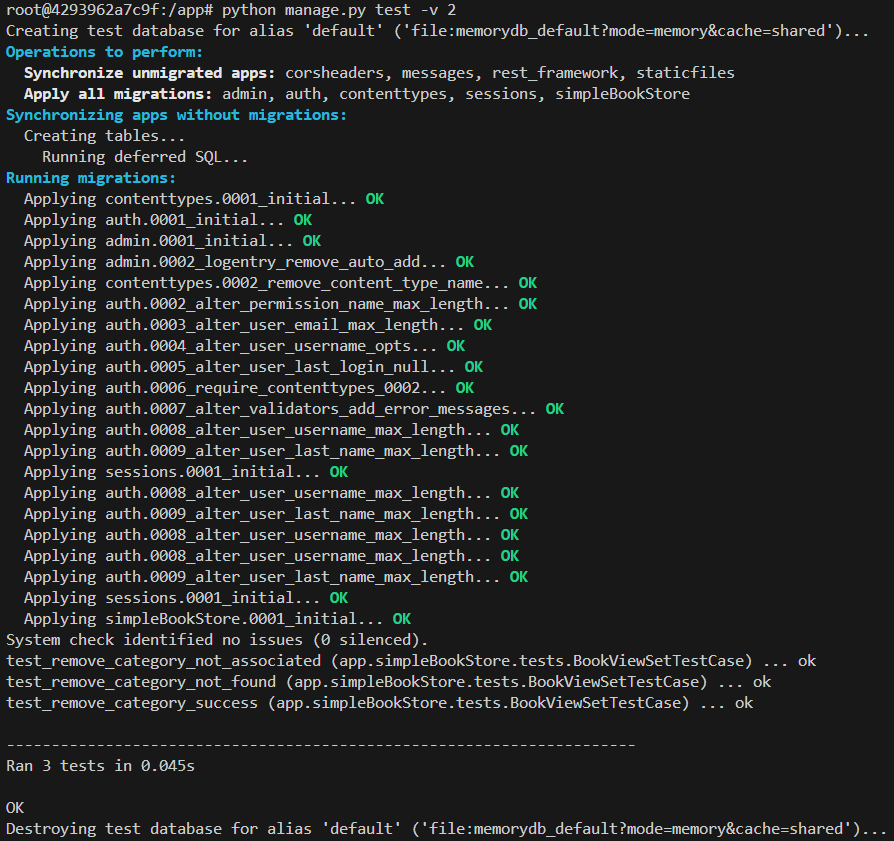 root@4293962a7c9f:/app# python manage.py test -v 2
Creating test database for alias 'default' ('file:memorydb_default?mode=memory&cache=shared')...
Operations to perform:
  Synchronize unmigrated apps: corsheaders, messages, rest_framework, staticfiles
  Apply all migrations: admin, auth, contenttypes, sessions, simpleBookStore
Synchronizing apps without migrations:
  Creating tables...
    Running deferred SQL...
Running migrations:
  Applying contenttypes.0001_initial... OK
  Applying auth.0001_initial... OK
  Applying admin.0001_initial... OK
  Applying admin.0002_logentry_remove_auto_add... OK
  Applying contenttypes.0002_remove_content_type_name... OK
  Applying auth.0002_alter_permission_name_max_length... OK
  Applying auth.0003_alter_user_email_max_length... OK
  Applying auth.0004_alter_user_username_opts... OK
  Applying auth.0005_alter_user_last_login_null... OK
  Applying auth.0006_require_contenttypes_0002... OK
  Applying auth.0007_alter_validators_add_error_messages... OK
  Applying auth.0008_alter_user_username_max_length... OK
  Applying auth.0009_alter_user_last_name_max_length... OK
  Applying sessions.0001_initial... OK
  Applying auth.0008_alter_user_username_max_length... OK
  Applying auth.0009_alter_user_last_name_max_length... OK
  Applying auth.0008_alter_user_username_max_length... OK
  Applying auth.0008_alter_user_username_max_length... OK
  Applying auth.0009_alter_user_last_name_max_length... OK
  Applying sessions.0001_initial... OK
  Applying simpleBookStore.0001_initial... OK
System check identified no issues (0 silenced).
test_remove_category_not_associated (app.simpleBookStore.tests.BookViewSetTestCase) ... ok
test_remove_category_not_found (app.simpleBookStore.tests.BookViewSetTestCase) ... ok
test_remove_category_success (app.simpleBookStore.tests.BookViewSetTestCase) ... ok
----------------------------------------------------------------------
Ran 3 tests in 0.045s
OK
Destroying test database for alias 'default' ('file:memorydb_default?mode=memory&cache=shared')...